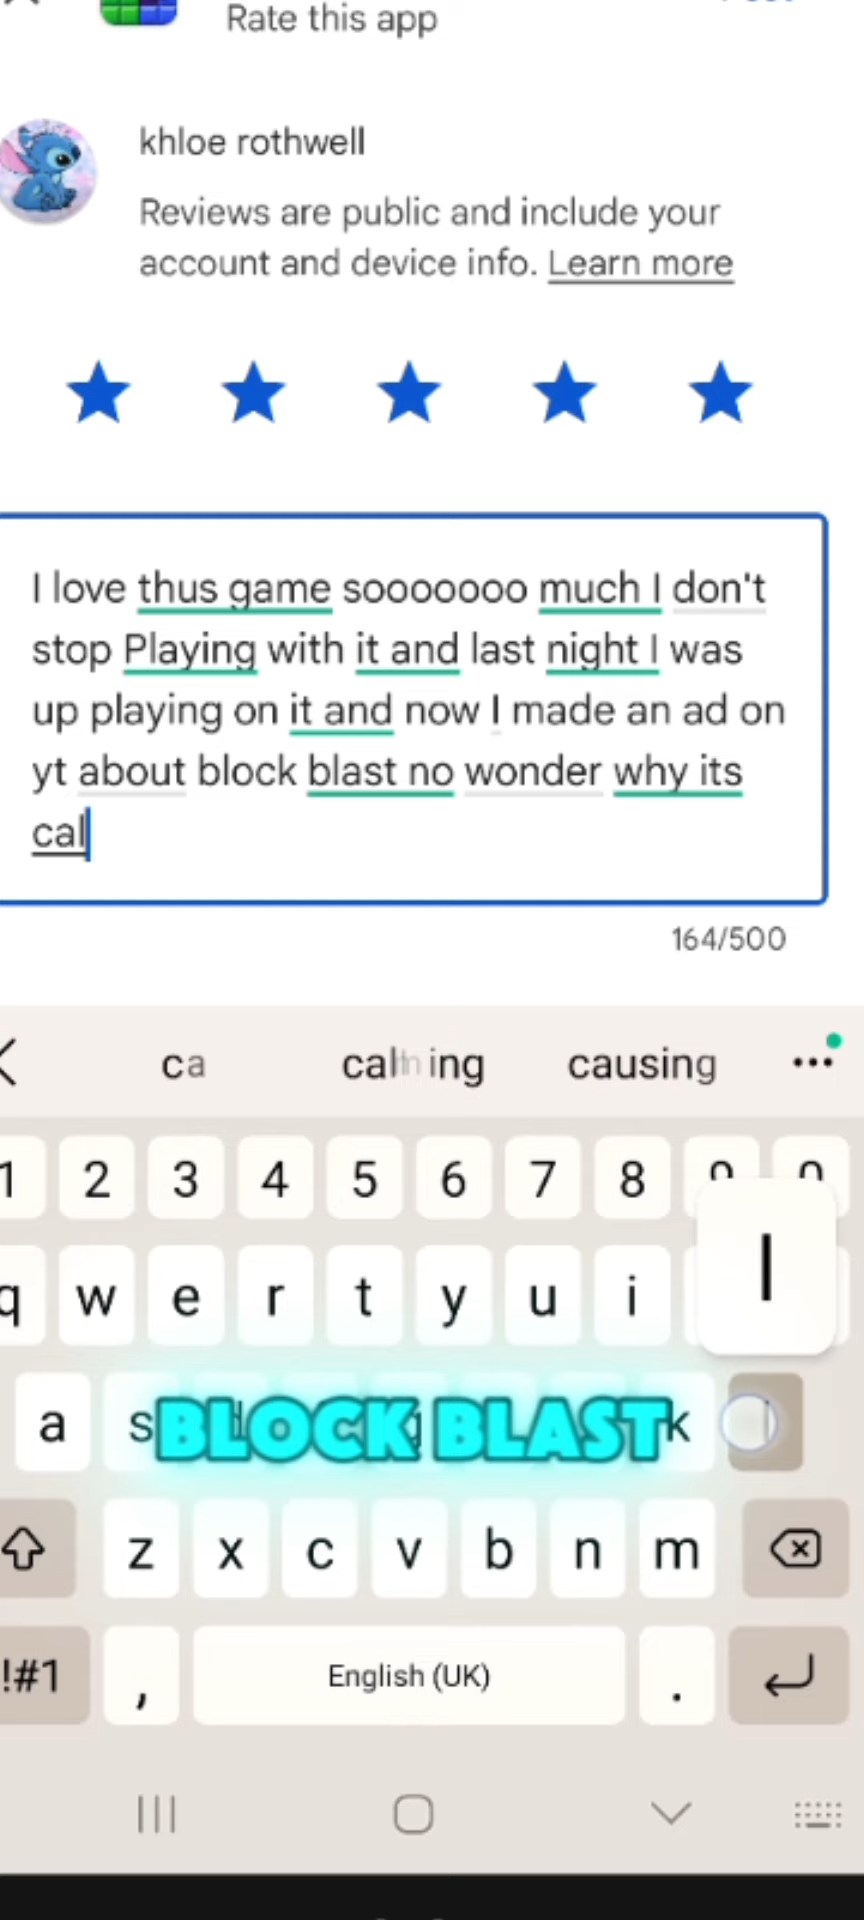 Rate this app
khloe rothwell
Reviews are public and include your
account and device info. Learn more
I love thus game sooooooo much I don't
stop Playing with it and last night I was
up playing on it and now I made an ad on
yt about block blast no wonder why its
cal
164/500
ca causing
1 2 3 4 5 6 7 8 9 0
q w e r t y u i l
a s BLOCK BLAST k
z x c v b n m
!#1 , English (UK) .